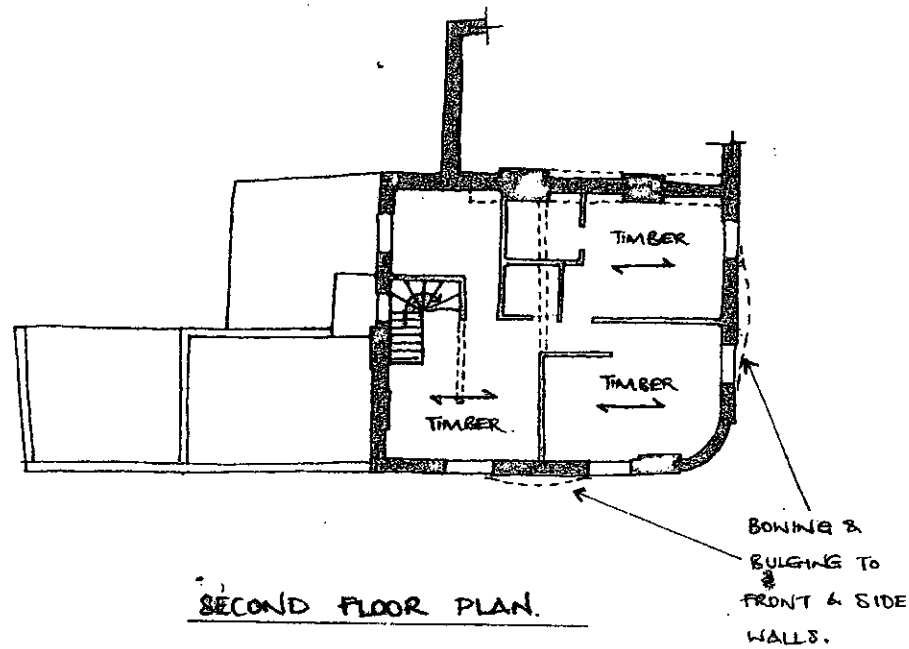 TIMBER
TIMBER
TIMBER.
BOWING &
BULGING TO
FRONT & SIDE
WALLS.
SECOND FLOOR PLAN.